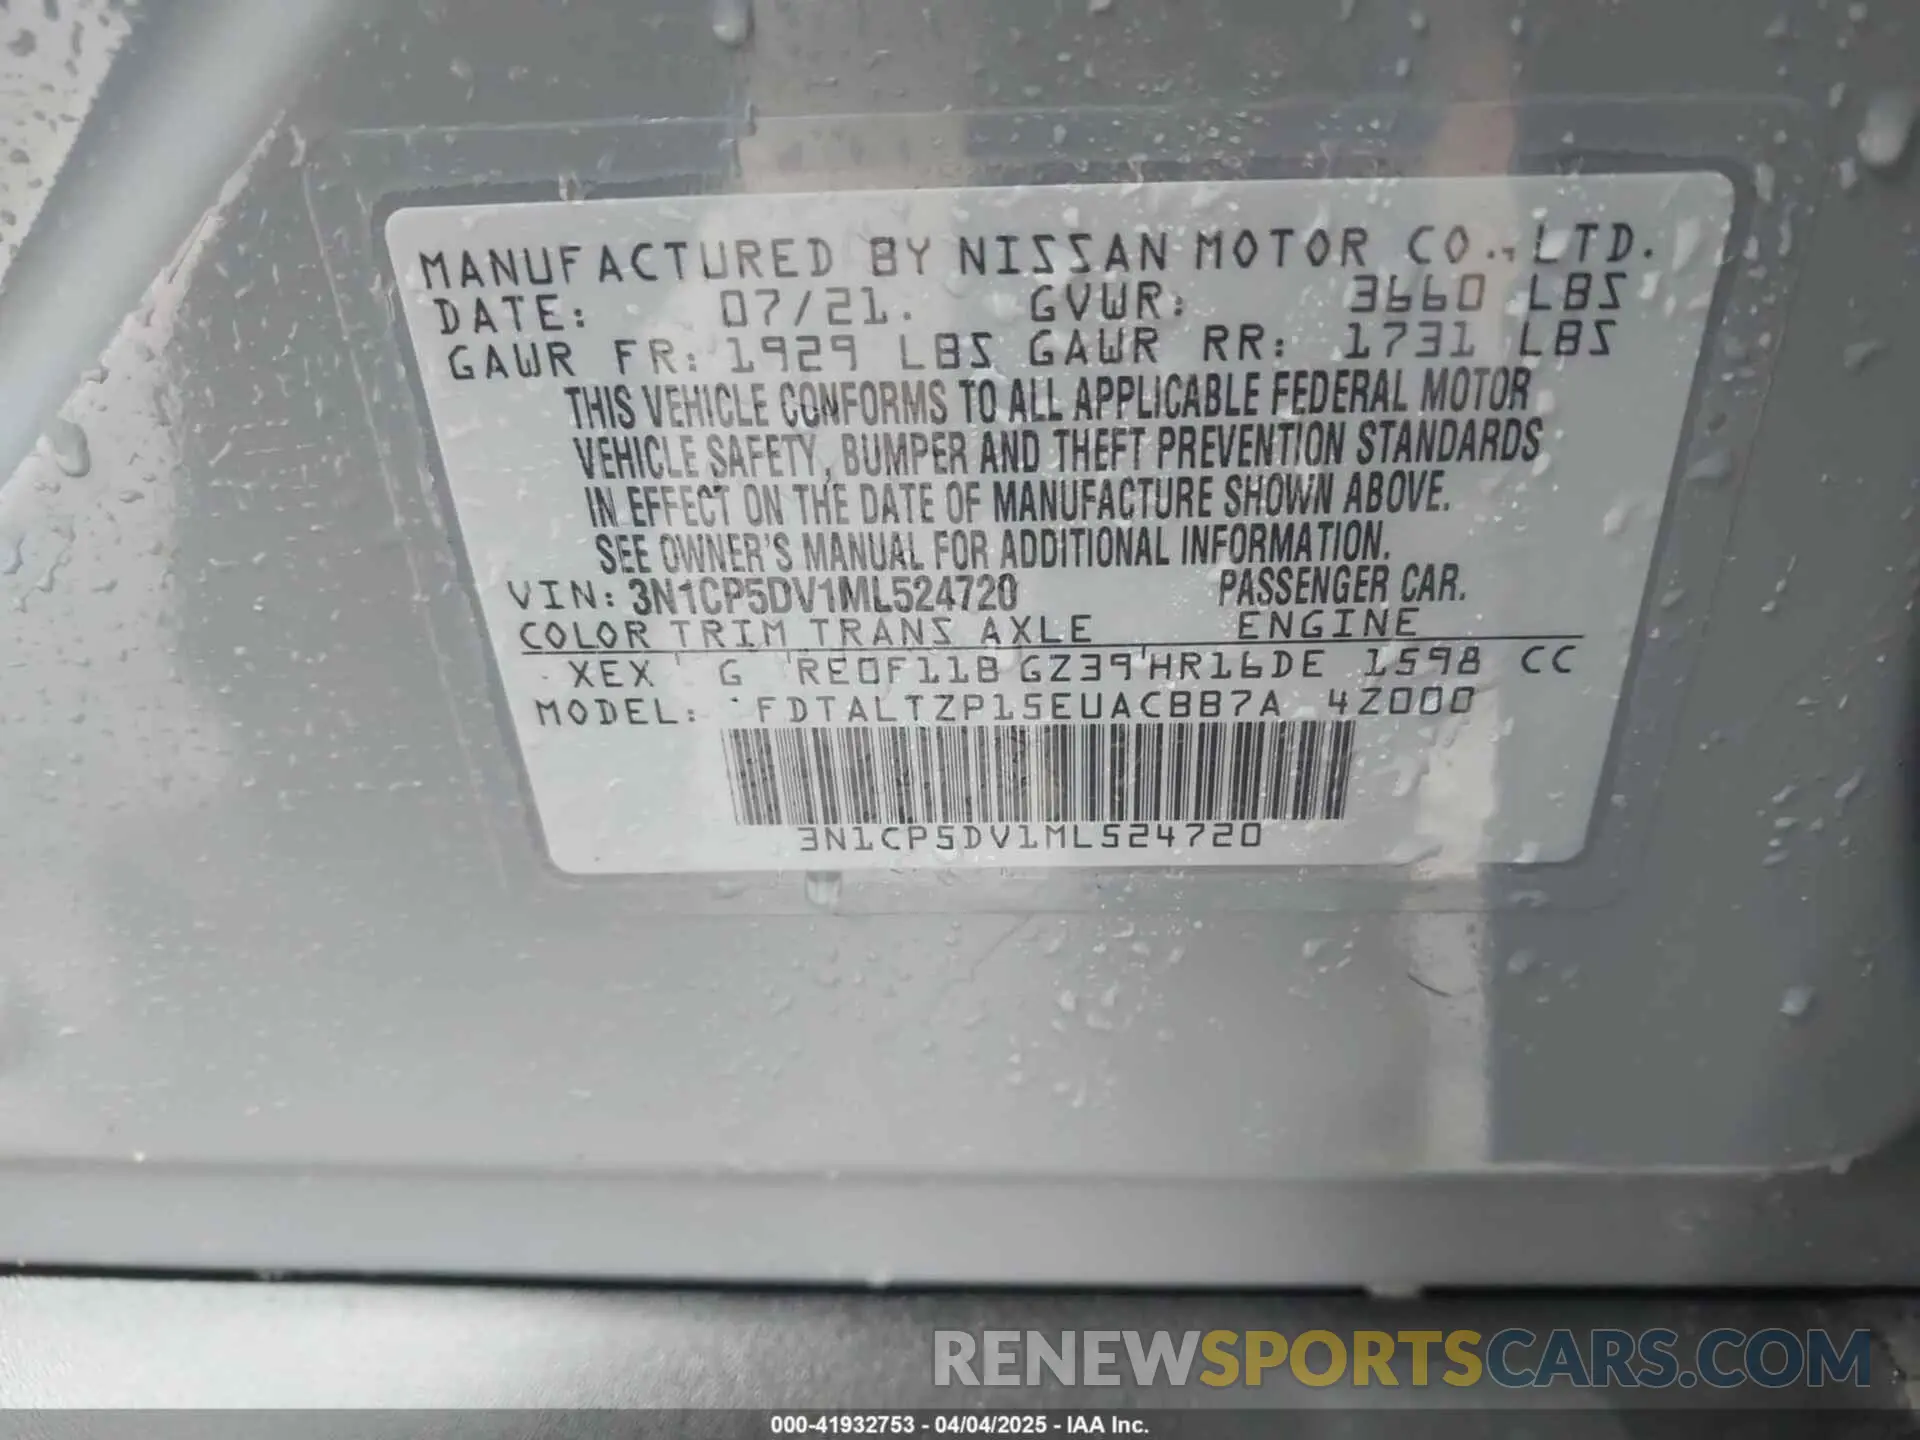 MANUFACTURED BY NISSAN MOTOR CO., LTD.
DATE: 07/21. GVWR: 3660 LBS
GAWR FR: 1929 LBS GAWR RR: 1731 LBS
THIS VEHICLE CONFORMS TO ALL APPLICABLE FEDERAL MOTOR
VEHICLE SAFETY, BUMPER AND THEFT PREVENTION STANDARDS
IN EFFECT ON THE DATE OF MANUFACTURE SHOWN ABOVE.
SEE OWNER'S MANUAL FOR ADDITIONAL INFORMATION.
VIN: 3N1CP5DV1ML524720 PASSENGER CAR.
COLOR TRIM TRANS AXLE ENGINE
XEX G RE0F11B GZ39 HR16DE 1598 CC
MODEL: FDTALTZP15EUACBB7A 4Z000
3N1CP5DV1ML524720
RENEWSPORTSCARS.COM
000-41932753 - 04/04/2025 - IAA Inc.